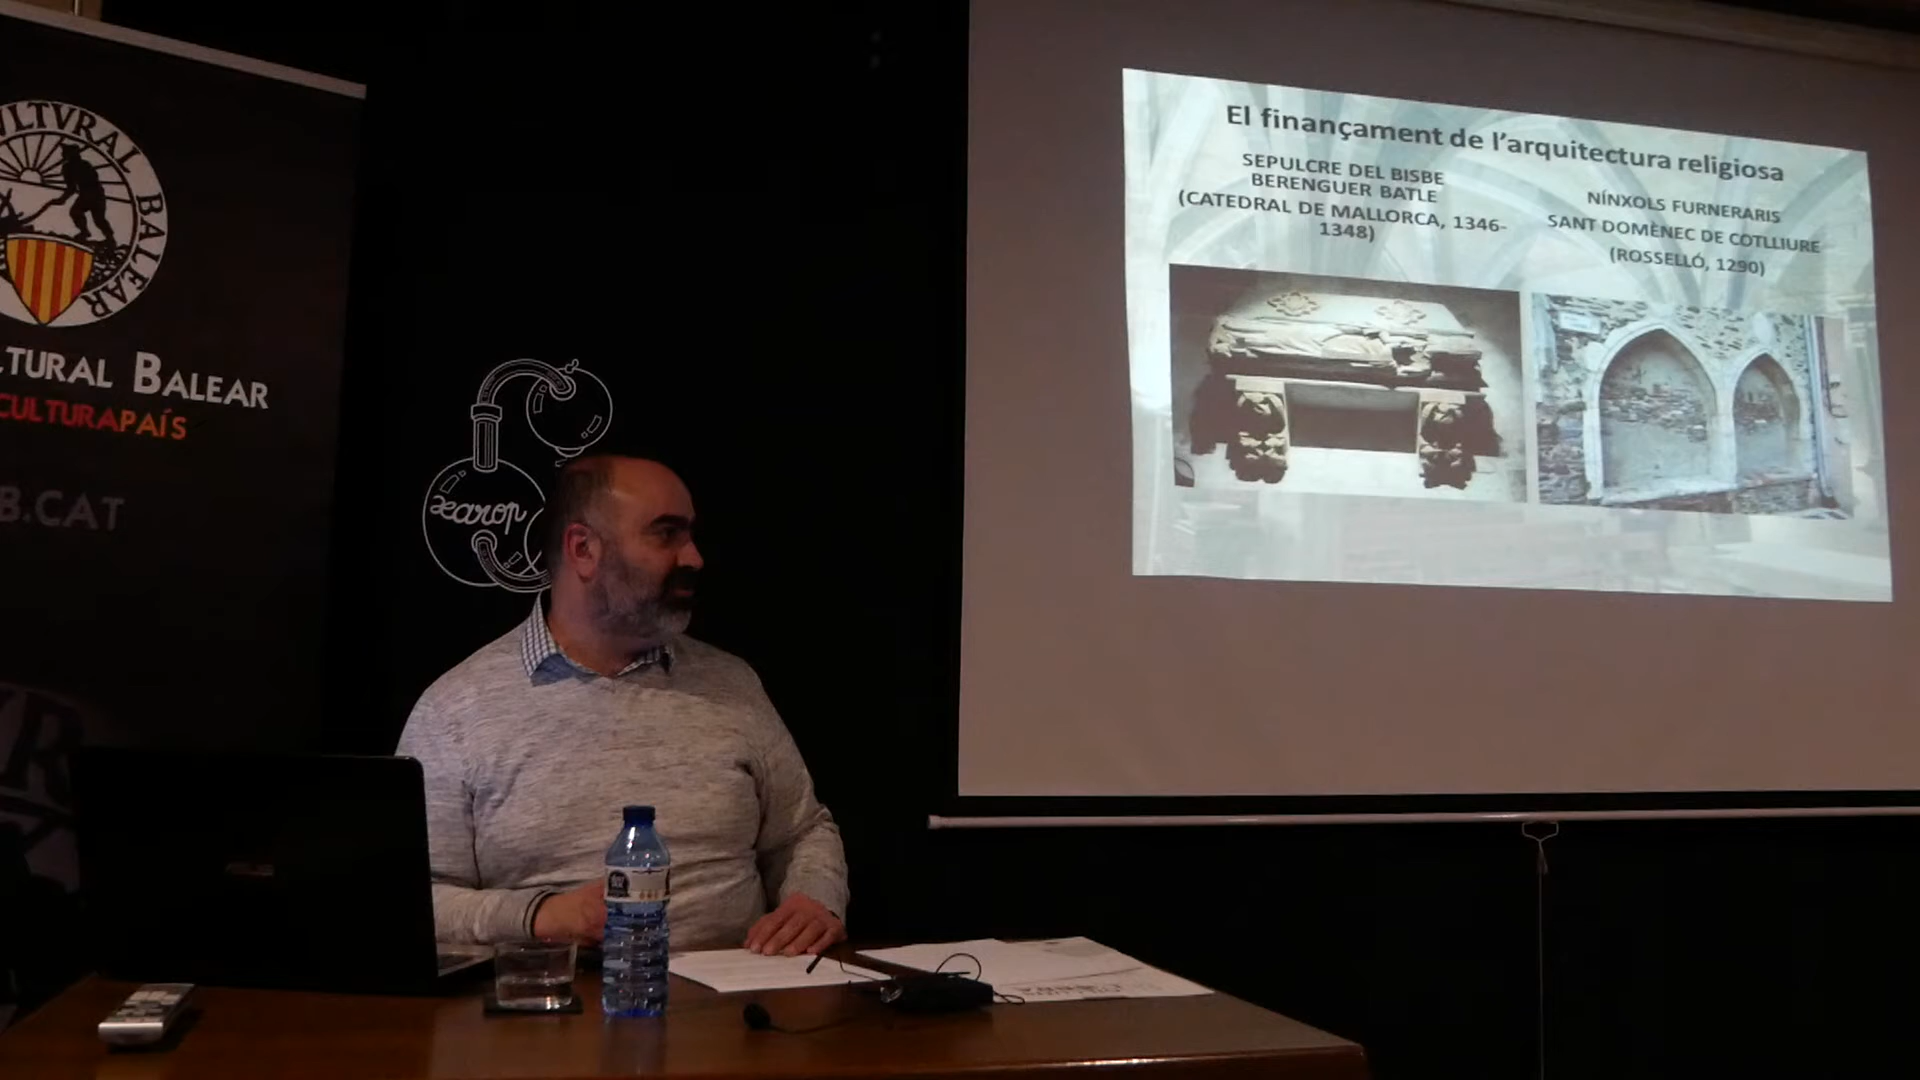 VLTVRAL BALEAR
LTURAL BALEAR
CULTURAPAÍS
B.CAT
xarop
El finançament de l'arquitectura religiosa
SEPULCRE DEL BISBE
BERENGUER BATLE
(CATEDRAL DE MALLORCA, 1346-
1348)
NÍNXOLS FURNERARIS
SANT DOMÈNEC DE COTLLIURE
(ROSSELLÓ, 1290)